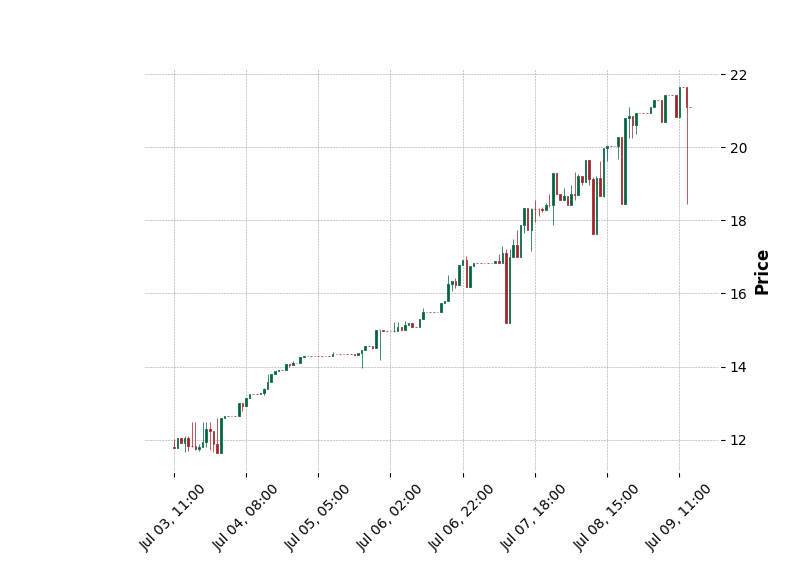 22
20
18
16
14
12
Price
Jul 03, 11:00
Jul 04, 08:00
Jul 05, 05:00
Jul 06, 02:00
Jul 06, 22:00
Jul 07, 18:00
Jul 08, 15:00
Jul 09, 11:00